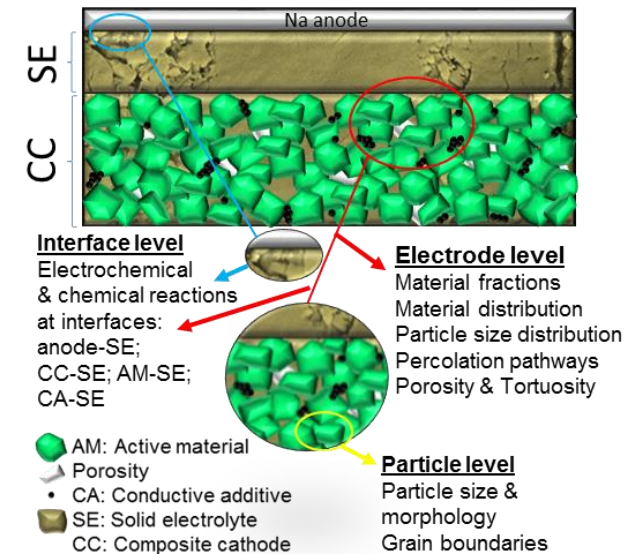 Na anode
SE
CC
Interface level
Electrochemical
& chemical reactions
at interfaces:
anode-SE;
CC-SE; AM-SE;
CA-SE
Electrode level
Material fractions
Material distribution
Particle size distribution
Percolation pathways
Porosity & Tortuosity
AM: Active material
Porosity
CA: Conductive additive
SE: Solid electrolyte
CC: Composite cathode
Particle level
Particle size &
morphology
Grain boundaries